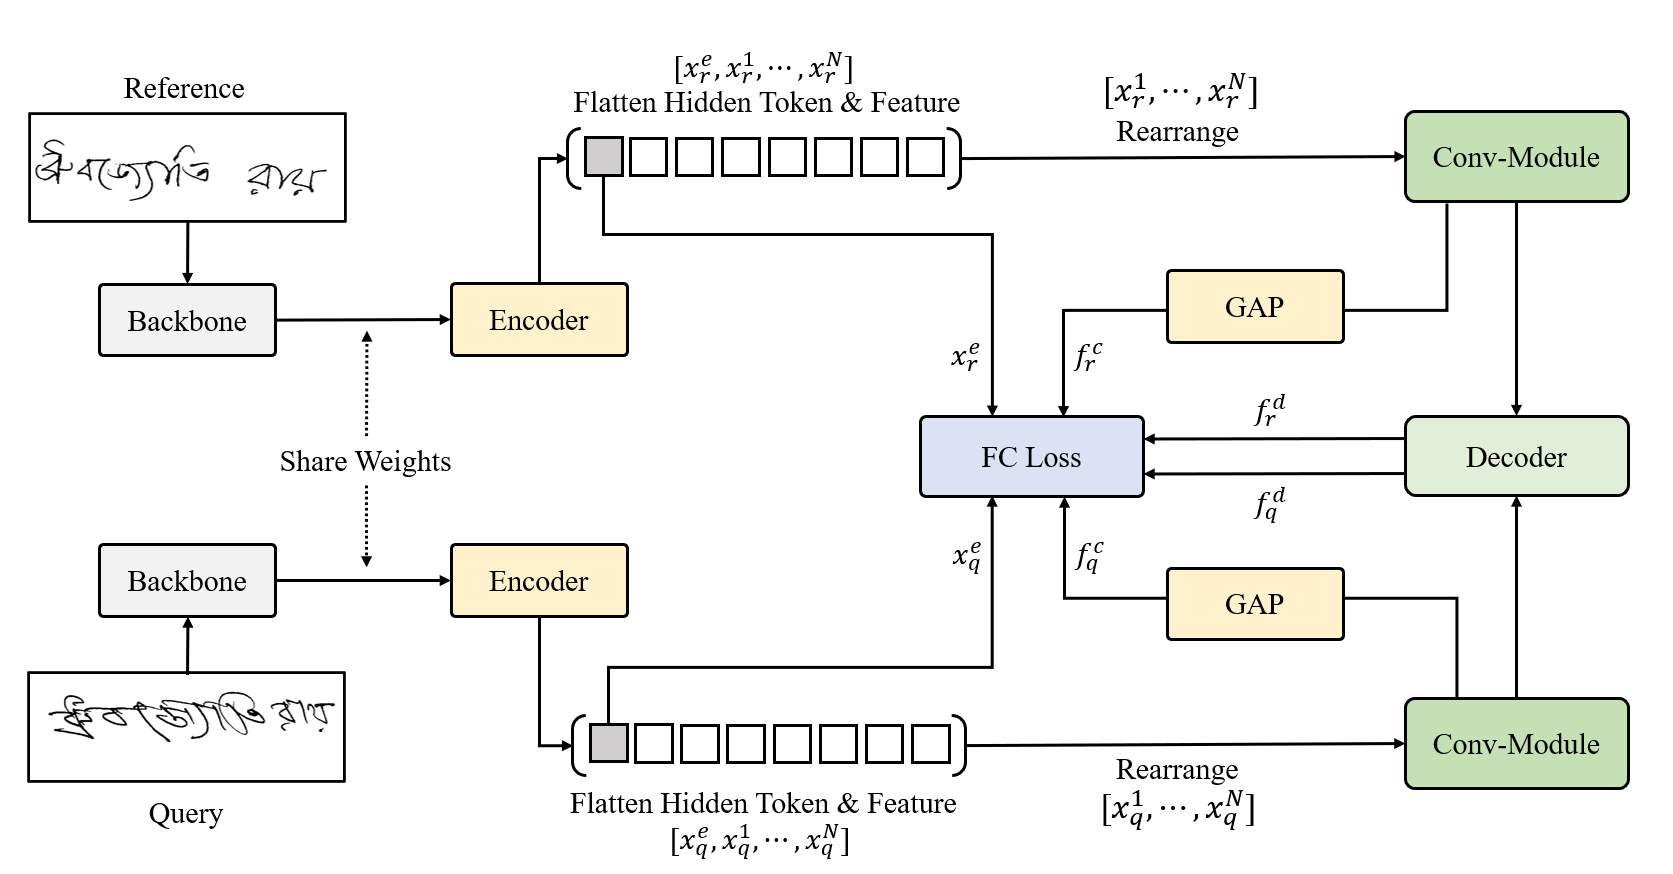 [x_r^e, x_r^1, ⋯, x_r^N]
Flatten Hidden Token & Feature
[x_r^1, ⋯, x_r^N]
Rearrange
Reference
ধ্রুবজ্যোতি রায়
Conv-Module
Backbone
Encoder
GAP
x_r^e
f_r^c
f_r^d
Share Weights
FC Loss
Decoder
f_q^d
x_q^e
f_q^c
Backbone
Encoder
GAP
ধ্রুবজ্যোতি রায়
Query
Conv-Module
Rearrange
[x_q^1, ⋯, x_q^N]
Flatten Hidden Token & Feature
[x_q^e, x_q^1, ⋯, x_q^N]